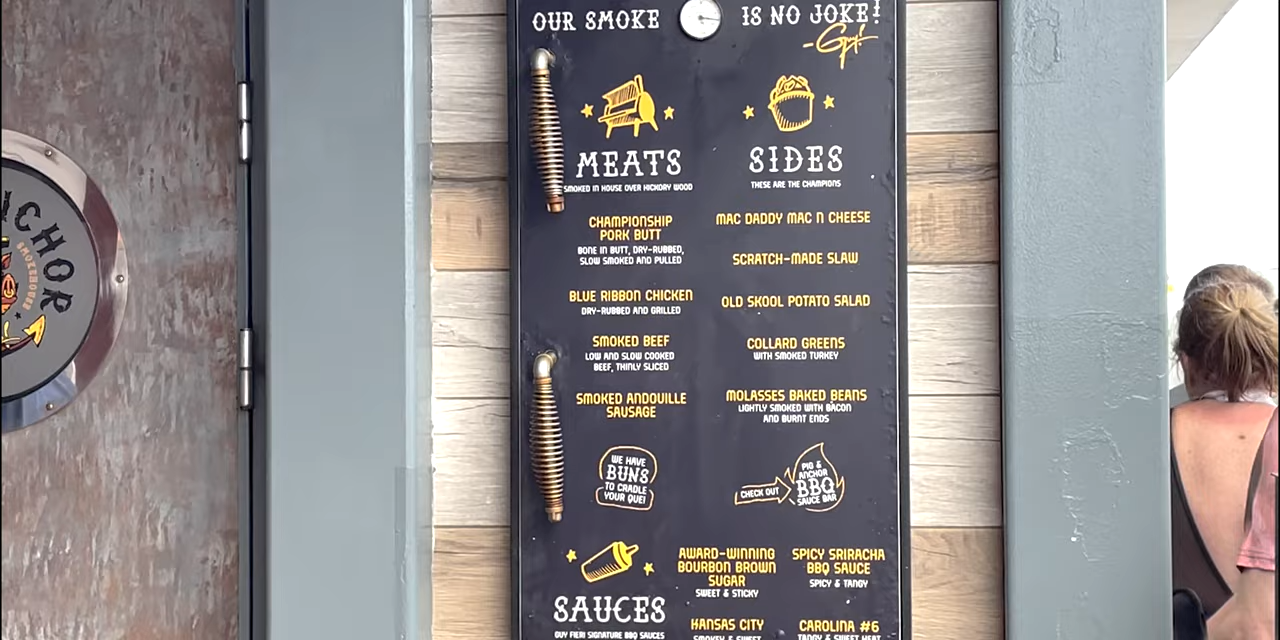 OUR SMOKE IS NO JOKE!
-Guy!
MEATS
SMOKED IN HOUSE OVER HICKORY WOOD
CHAMPIONSHIP
PORK BUTT
BONE IN BUTT, DRY-RUBBED,
SLOW SMOKED AND PULLED
BLUE RIBBON CHICKEN
DRY-RUBBED AND GRILLED
SMOKED BEEF
LOW AND SLOW COOKED
BEEF, THINLY SLICED
SMOKED ANDOUILLE
SAUSAGE
WE HAVE
BUNS
TO CRADLE
YOUR QUE!
SIDES
THESE ARE THE CHAMPIONS
MAC DADDY MAC N CHEESE
SCRATCH-MADE SLAW
OLD SKOOL POTATO SALAD
COLLARD GREENS
WITH SMOKED TURKEY
MOLASSES BAKED BEANS
LIGHTLY SMOKED WITH BACON
AND BURNT ENDS
CHECK OUT
PIG &
ANCHOR
BBQ
SAUCE BAR
SAUCES
GUY FIERI SIGNATURE BBQ SAUCES
AWARD-WINNING
BOURBON BROWN
SUGAR
SWEET & STICKY
SPICY SRIRACHA
BBQ SAUCE
SPICY & TANGY
KANSAS CITY
SMOKEY & SWEET
CAROLINA #6
TANGY & SWEET HEAT
NCHOR
SMOKEHOUSE